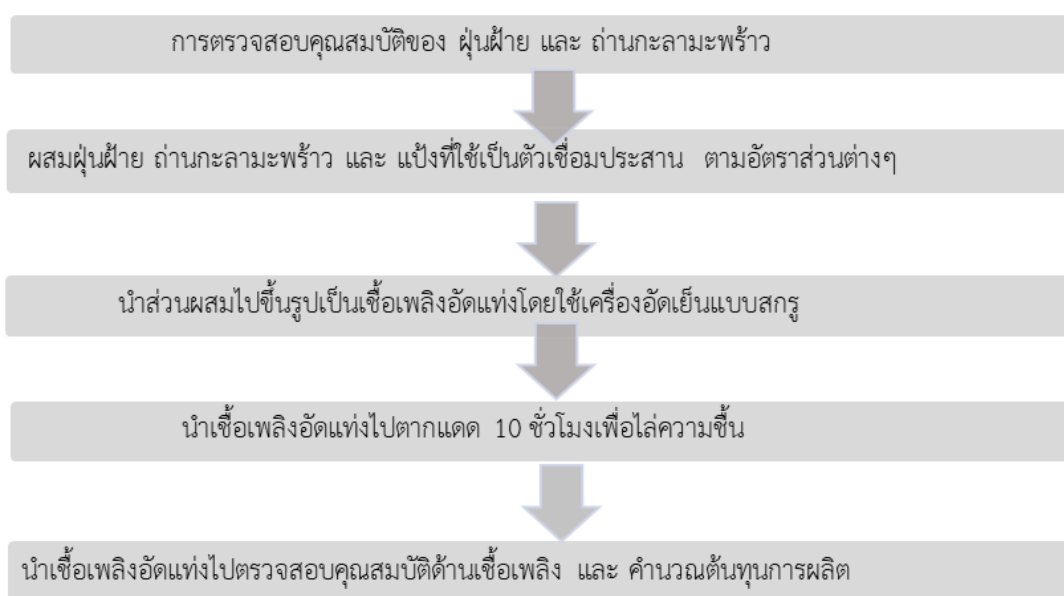 การตรวจสอบคุณสมบัติของ ฝุ่นฝ้าย และ ถ่านกะลามะพร้าว
ผสมฝุ่นฝ้าย ถ่านกะลามะพร้าว และ แป้งที่ใช้เป็นตัวเชื่อมประสาน ตามอัตราส่วนต่างๆ
นำส่วนผสมไปขึ้นรูปเป็นเชื้อเพลิงอัดแท่งโดยใช้เครื่องอัดเย็นแบบสกรู
นำเชื้อเพลิงอัดแท่งไปตากแดด 10 ชั่วโมงเพื่อไล่ความชื้น
นำเชื้อเพลิงอัดแท่งไปตรวจสอบคุณสมบัติด้านเชื้อเพลิง และ คำนวณต้นทุนการผลิต